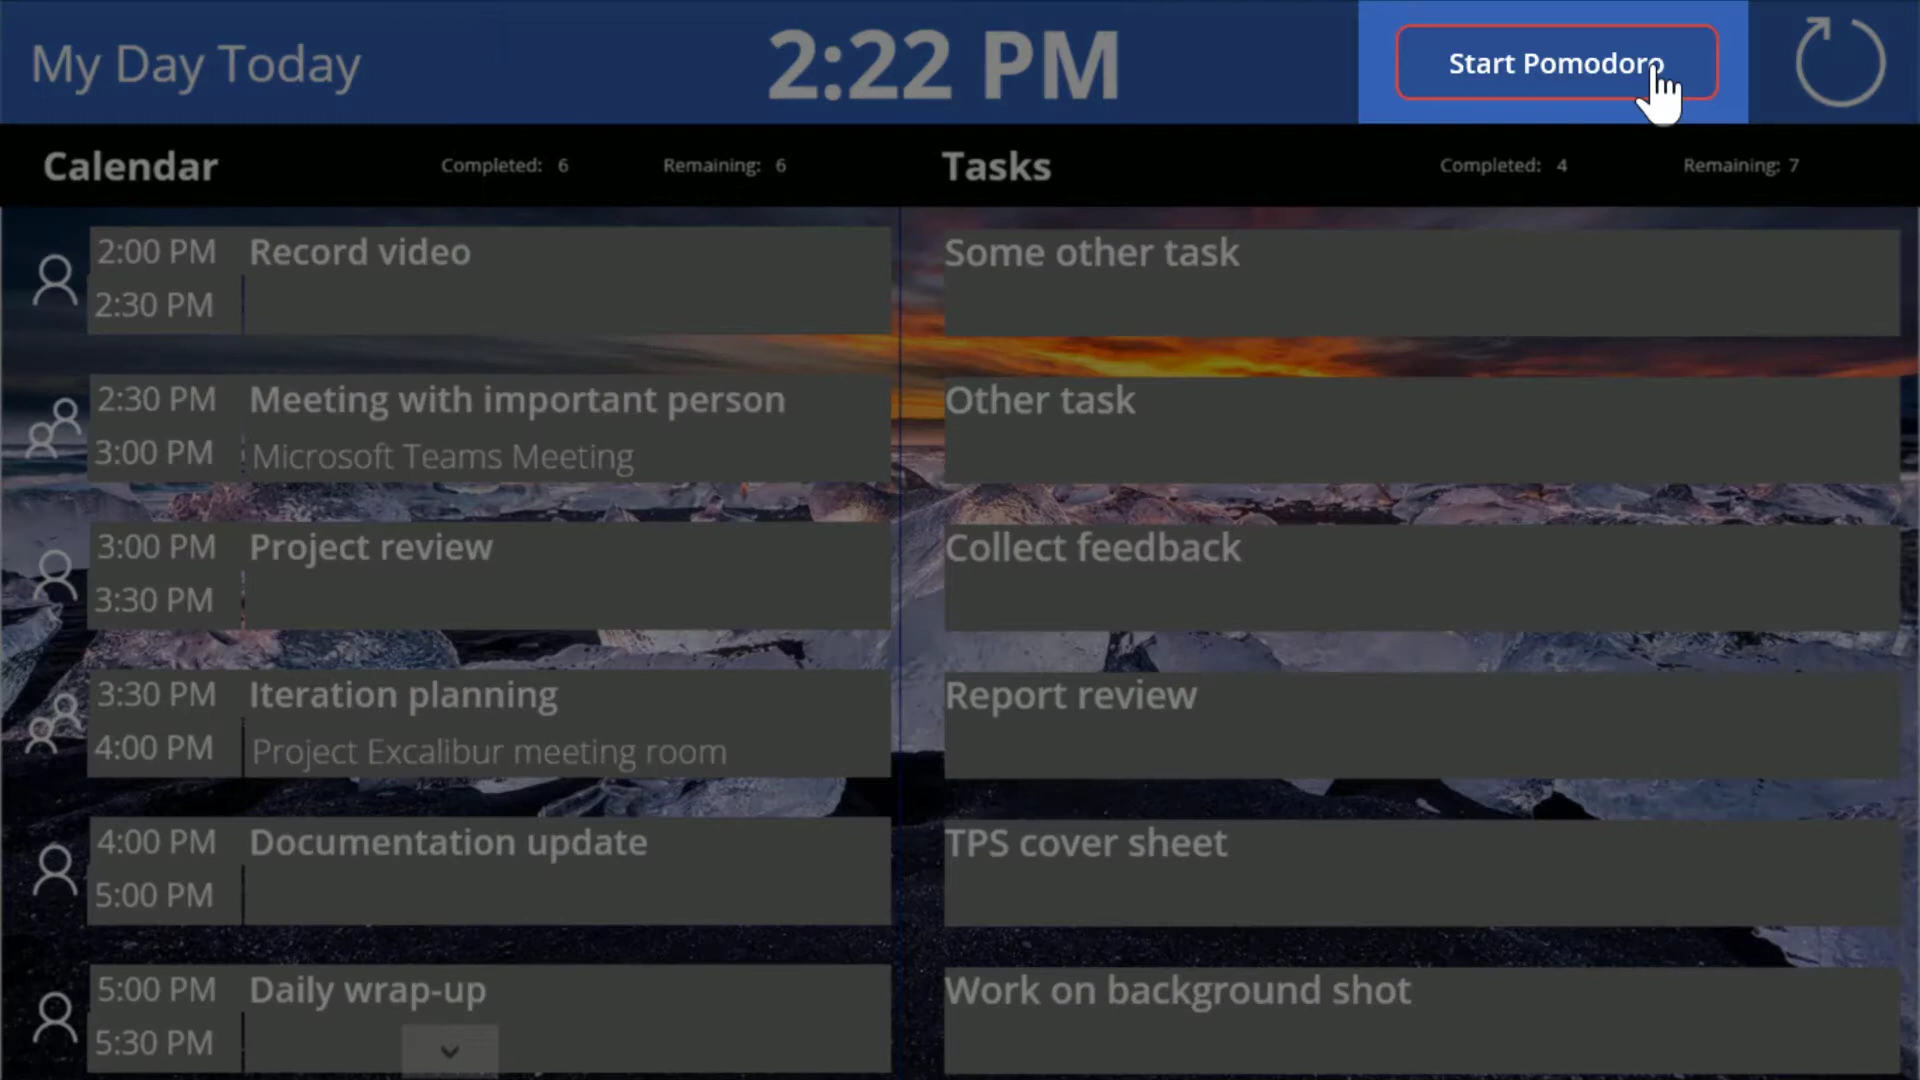 My Day Today
2:22 PM
Start Pomodoro
Calendar
Completed: 6
Remaining: 6
Tasks
Completed: 4
Remaining: 7
2:00 PM Record video
2:30 PM
2:30 PM Meeting with important person
3:00 PM Microsoft Teams Meeting
3:00 PM Project review
3:30 PM
3:30 PM Iteration planning
4:00 PM Project Excalibur meeting room
4:00 PM Documentation update
5:00 PM
5:00 PM Daily wrap-up
5:30 PM
Some other task
Other task
Collect feedback
Report review
TPS cover sheet
Work on background shot